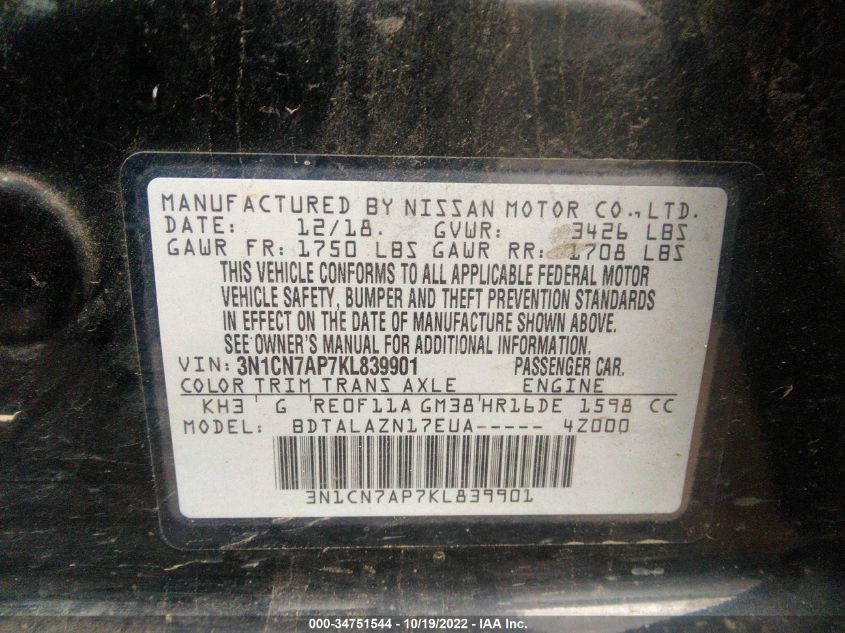 MANUFACTURED BY NISSAN MOTOR CO., LTD.
DATE: 12/18. GVWR: 3426 LBS
GAWR FR: 1750 LBS GAWR RR: 1708 LBS
THIS VEHICLE CONFORMS TO ALL APPLICABLE FEDERAL MOTOR
VEHICLE SAFETY, BUMPER AND THEFT PREVENTION STANDARDS
IN EFFECT ON THE DATE OF MANUFACTURE SHOWN ABOVE.
SEE OWNER'S MANUAL FOR ADDITIONAL INFORMATION.
VIN: 3N1CN7AP7KL839901 PASSENGER CAR.
COLOR TRIM TRANS AXLE ENGINE
KH3 ' G 'RE0F11A GM38'HR16DE 1598 CC
MODEL: BDTALAZN17EUA----- 4Z000
3N1CN7AP7KL839901
000-34751544 - 10/19/2022 - IAA Inc.